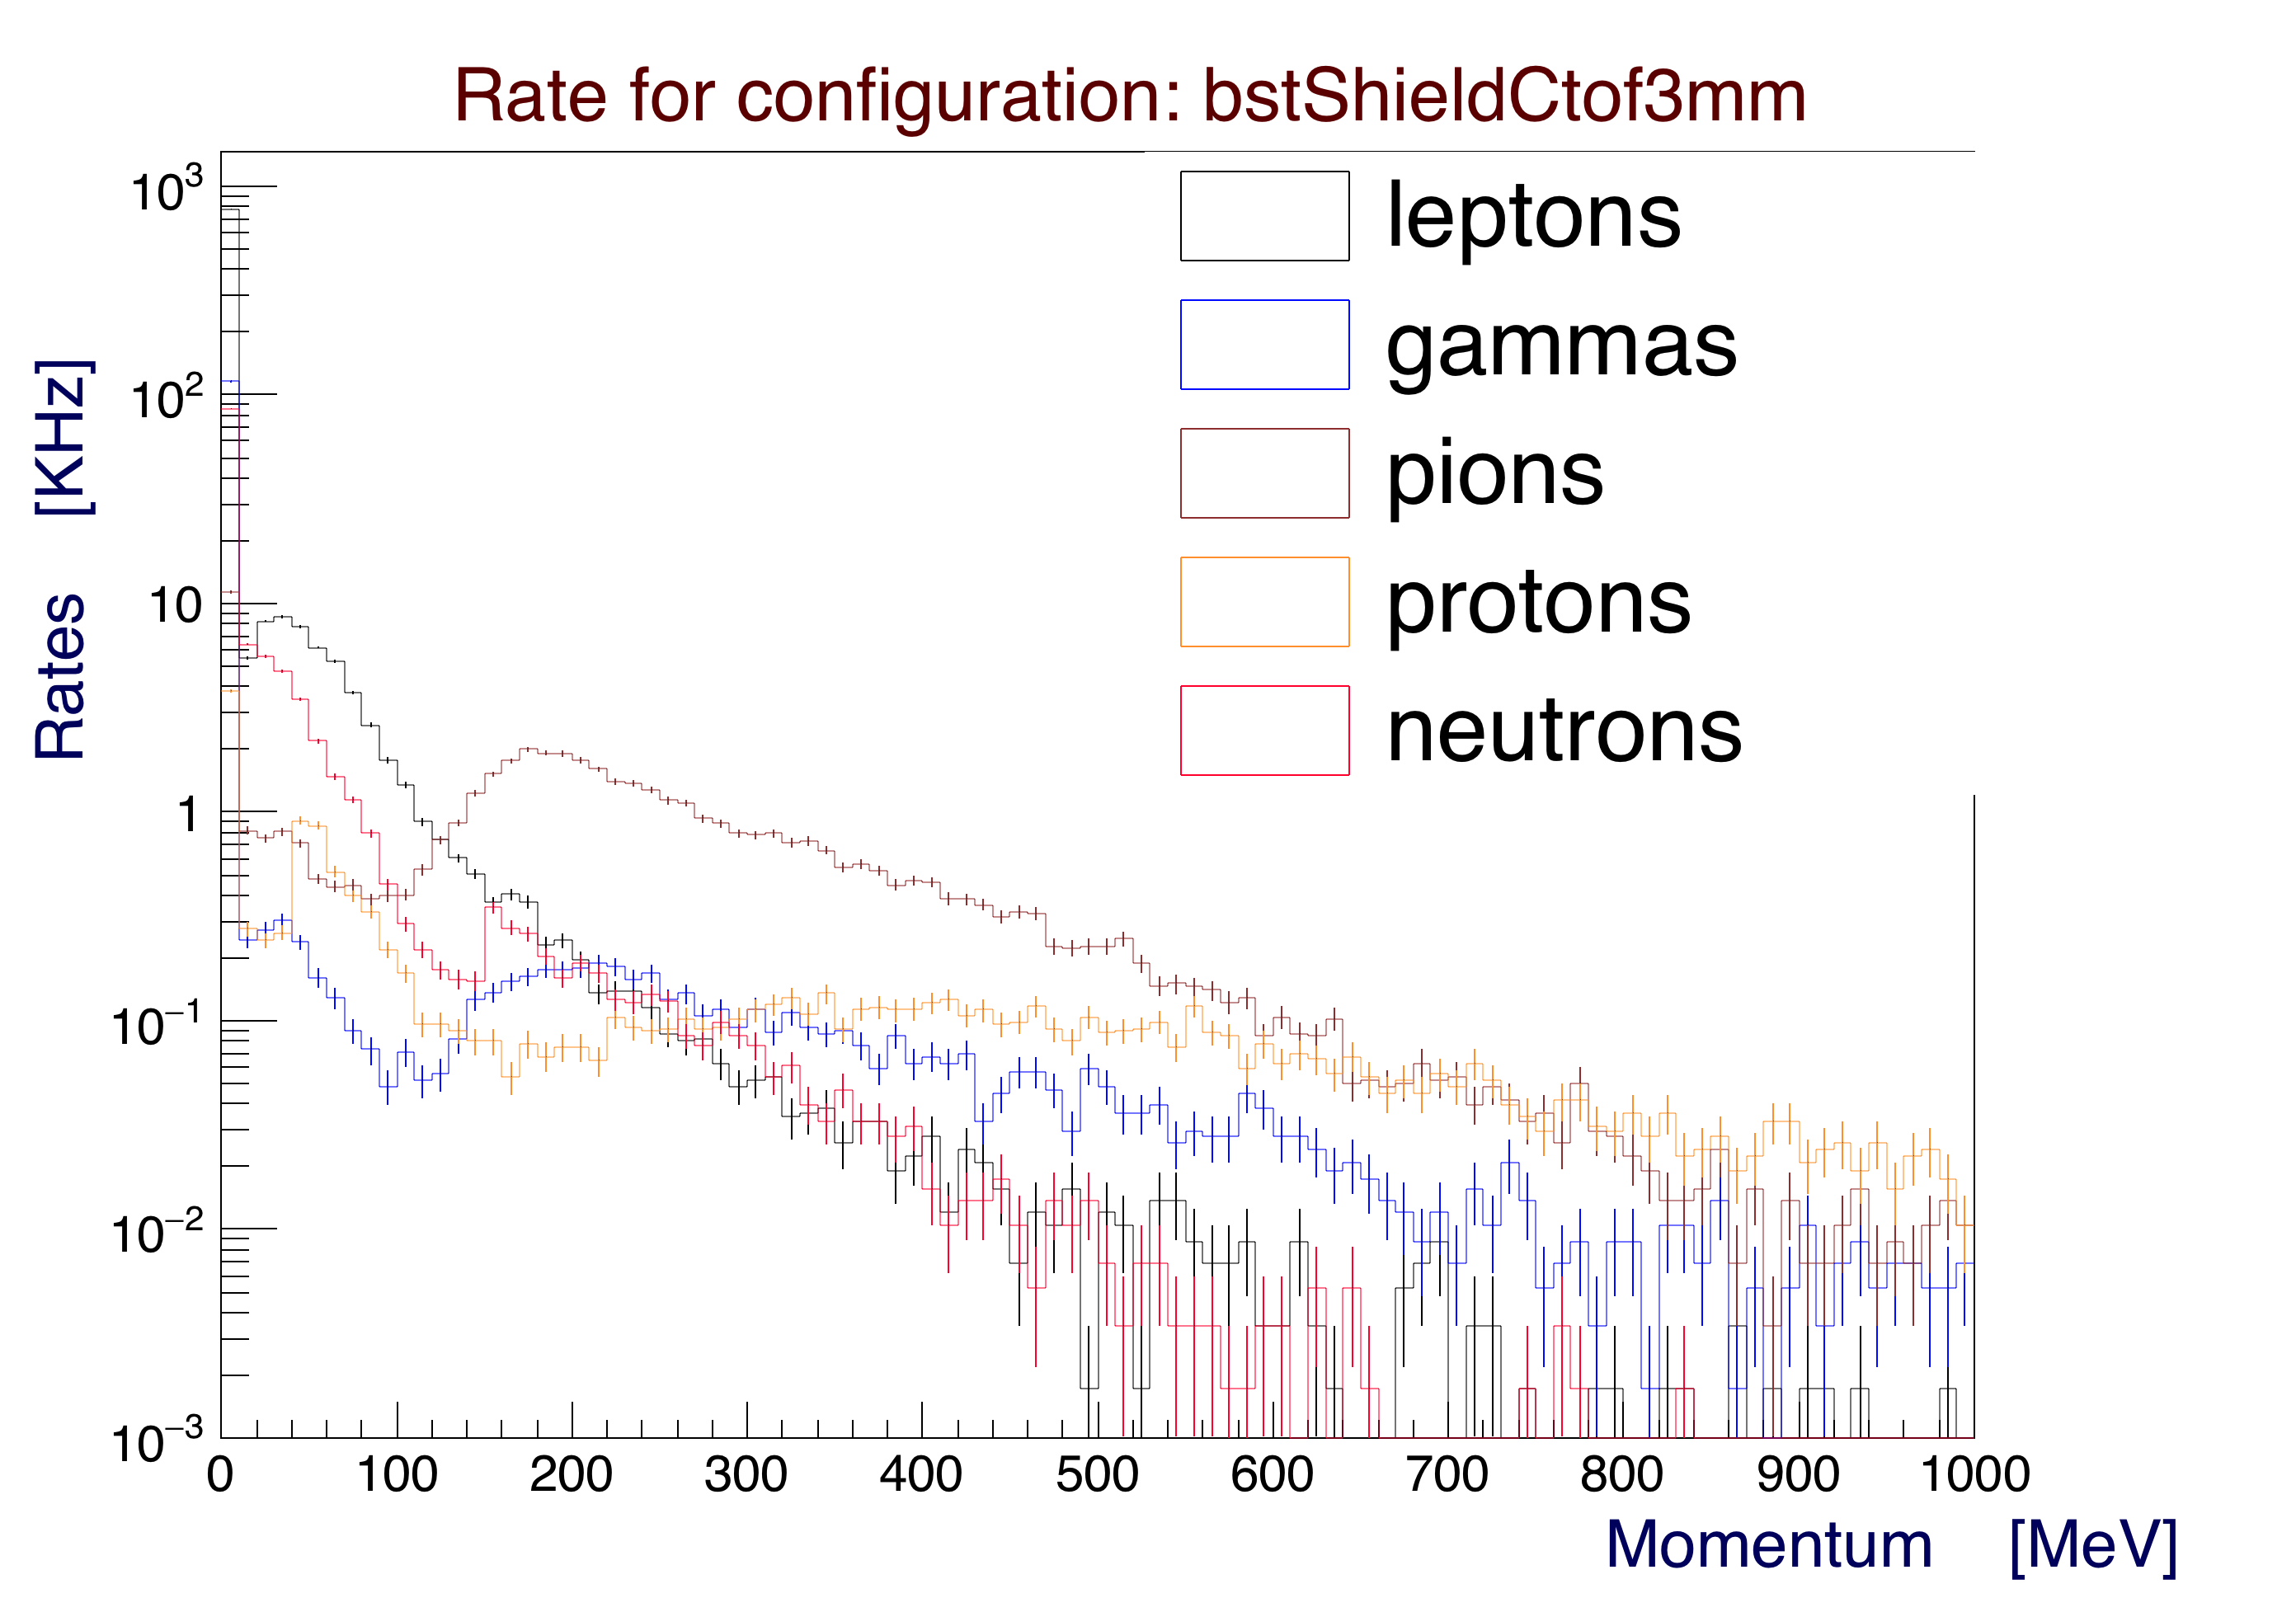 Rate for configuration: bstShieldCtof3mm
leptons
gammas
pions
protons
neutrons
Rates [KHz]
10³
10²
10
1
10⁻¹
10⁻²
10⁻³
0 100 200 300 400 500 600 700 800 900 1000
Momentum [MeV]